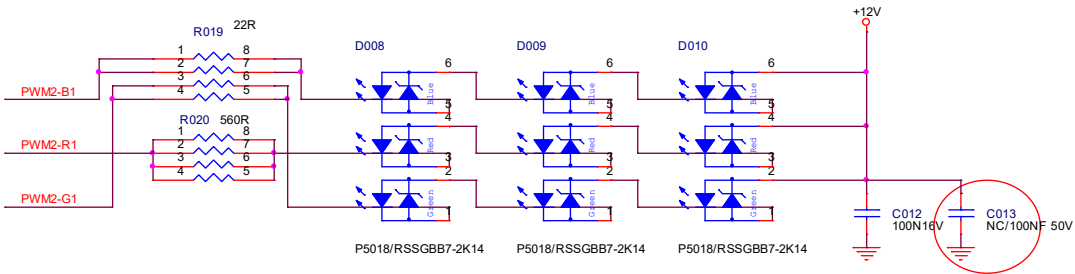 +12V
R019 22R
D008 D009 D010
1 8
2 7
3 6
4 5
PWM2-B1
6 6 6
Blue Blue Blue
5 5 5
4 4 4
R020 560R
1 8
2 7
3 6
4 5
PWM2-R1
Red Red Red
3 3 3
2 2 2
PWM2-G1
Green Green Green
1 1 1
C012
100N16V
C013
NC/100NF 50V
P5018/RSSGBB7-2K14 P5018/RSSGBB7-2K14 P5018/RSSGBB7-2K14